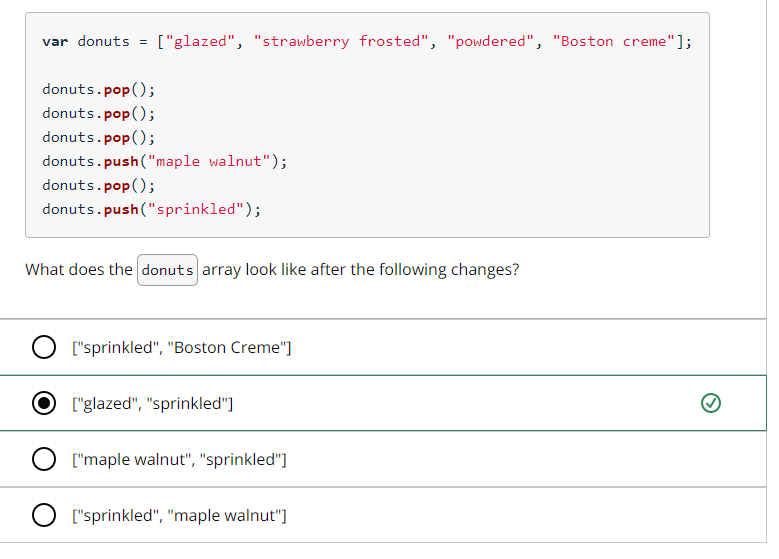 var donuts = ["glazed", "strawberry frosted", "powdered", "Boston creme"];
donuts.pop();
donuts.pop();
donuts.pop();
donuts.push("maple walnut");
donuts.pop();
donuts.push("sprinkled");
What does the donuts array look like after the following changes?
["sprinkled", "Boston Creme"]
["glazed", "sprinkled"]
["maple walnut", "sprinkled"]
["sprinkled", "maple walnut"]